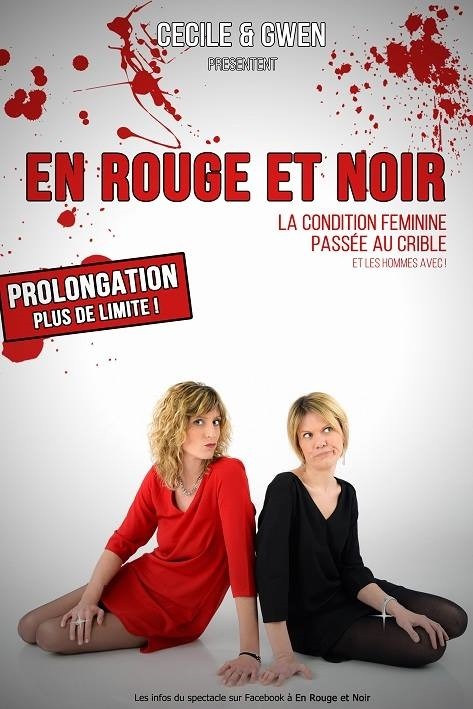 CECILE & GWEN
PRESENTENT
EN ROUGE ET NOIR
LA CONDITION FEMININE
PASSÉE AU CRIBLE
ET LES HOMMES AVEC !
PROLONGATION
PLUS DE LIMITE !
Les infos du spectacle sur Facebook à En Rouge et Noir